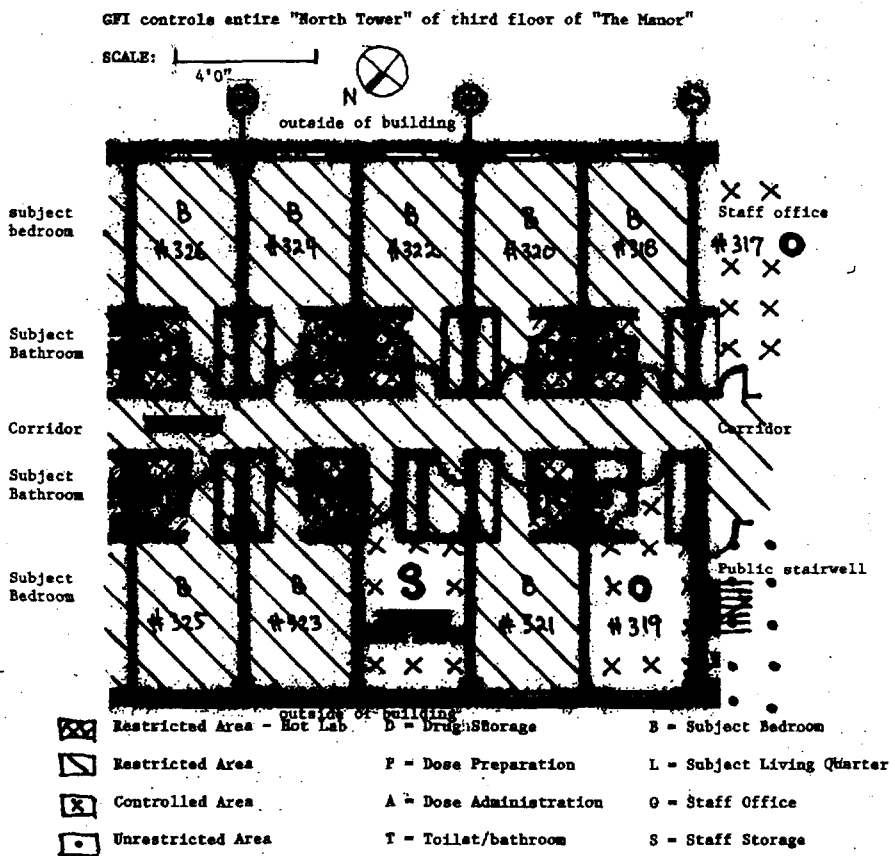 GFI controls entire "North Tower" of third floor of "The Manor"
SCALE:
4'0"
N
outside of building
subject bedroom
B #326
B #324
B #322
B #320
B #318
Staff office
#317 O
Subject Bathroom
Corridor
Corridor
Subject Bathroom
Subject Bedroom
B #325
B #323
S
B #321
O #319
Public stairwell
outside of building
Restricted Area - Hot Lab
D = Drug Storage
B = Subject Bedroom
Restricted Area
P = Dose Preparation
L = Subject Living Quarter
Controlled Area
A = Dose Administration
O = Staff Office
Unrestricted Area
T = Toilet/bathroom
S = Staff Storage